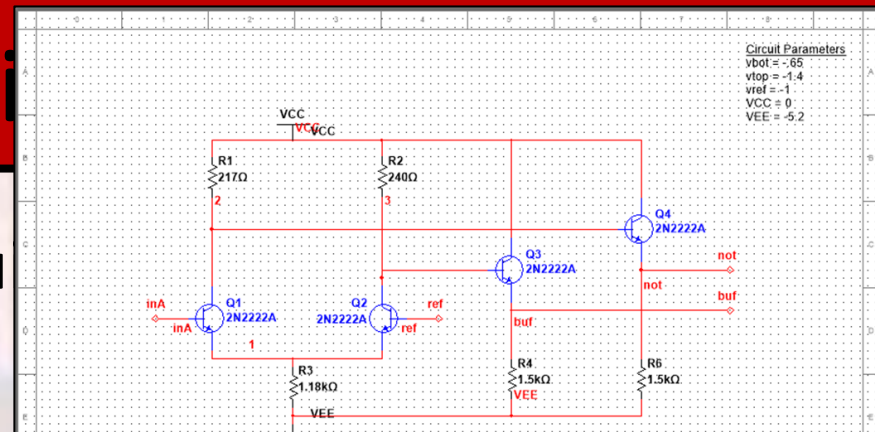 Circuit Parameters
vbot = -.65
vtop = -1.4
vref = -1
VCC = 0
VEE = -5.2
VCC
VCC
VCC
R1
217Ω
2
R2
240Ω
3
Q4
2N2222A
Q3
2N2222A
not
not
buf
buf
inA
inA
Q1
2N2222A
Q2
2N2222A
ref
ref
1
R3
1.18kΩ
R4
1.5kΩ
VEE
R6
1.5kΩ
VEE